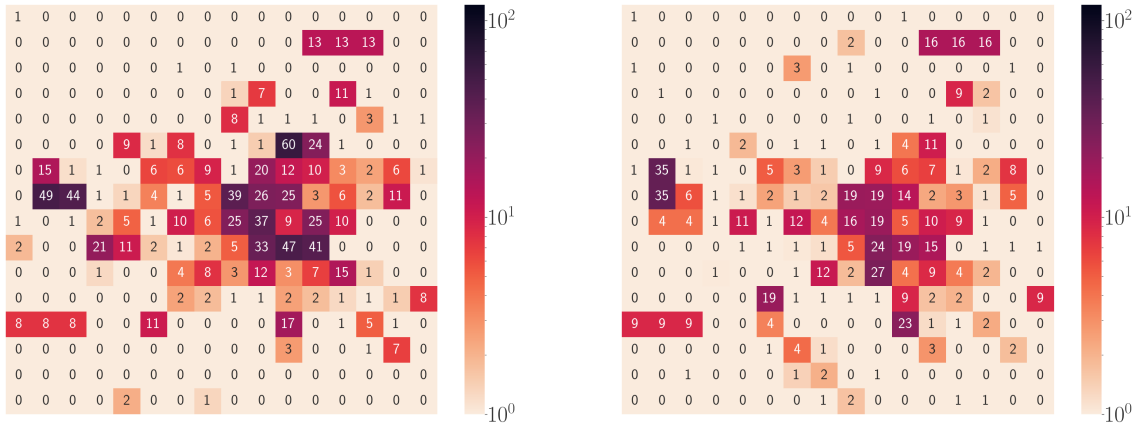 1 0 0 0 0 0 0 0 0 0 0 0 0 0 0 0
0 0 0 0 0 0 0 0 0 0 0 13 13 13 0 0
0 0 0 0 0 0 1 0 1 0 0 0 0 0 0 0
0 0 0 0 0 0 0 0 1 7 0 0 11 1 0 0
0 0 0 0 0 0 0 0 8 1 1 1 0 3 1 1
0 0 0 0 9 1 8 0 1 1 60 24 1 0 0 0
0 15 1 1 0 6 6 9 1 20 12 10 3 2 6 1
0 49 44 1 1 4 1 5 39 26 25 3 6 2 11 0
1 0 1 2 5 1 10 6 25 37 9 25 10 0 0 0
2 0 0 21 11 2 1 2 5 33 47 41 0 0 0 0
0 0 0 1 0 0 4 8 3 12 3 7 15 1 0 0
0 0 0 0 0 0 2 2 1 1 2 2 1 1 1 8
8 8 8 0 0 11 0 0 0 0 17 0 1 5 1 0
0 0 0 0 0 0 0 0 0 0 3 0 0 1 7 0
0 0 0 0 0 0 0 0 0 0 0 0 0 0 0 0
0 0 0 0 2 0 0 1 0 0 0 0 0 0 0 0
10²
10¹
10⁰
1 0 0 0 0 0 0 0 0 0 1 0 0 0 0 0
0 0 0 0 0 0 0 0 2 0 0 16 16 16 0 0
1 0 0 0 0 0 3 0 1 0 0 0 0 0 1 0
0 1 0 0 0 0 0 0 0 1 0 0 9 2 0 0
0 0 0 1 0 0 0 0 1 0 0 1 0 1 0 0
0 0 0 0 2 0 0 1 1 0 4 11 0 0 0 0
1 35 1 0 0 5 3 1 0 9 6 7 1 2 8 0
0 35 6 0 0 2 1 2 19 19 14 2 3 1 5 0
0 4 4 1 11 1 12 4 16 19 5 10 9 1 0 0
0 0 0 0 1 1 1 1 5 24 19 15 0 0 1 1
0 0 0 1 0 0 1 12 2 27 4 9 4 2 0 0
0 0 0 0 0 19 1 1 1 1 9 2 2 0 0 9
9 9 9 0 0 4 0 0 0 0 23 1 1 2 0 0
0 0 0 0 0 1 4 1 0 0 0 3 0 0 2 0
0 0 1 0 0 0 1 2 0 1 0 0 0 0 0 0
0 0 0 0 0 0 0 1 2 0 0 0 1 1 0 0
10²
10¹
10⁰